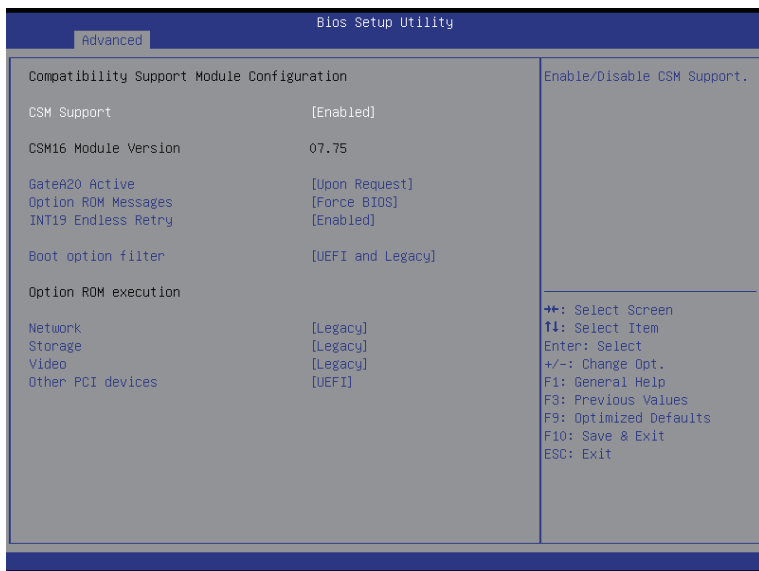 Bios Setup Utility
Advanced
Compatibility Support Module Configuration
CSM Support [Enabled]
CSM16 Module Version 07.75
GateA20 Active [Upon Request]
Option ROM Messages [Force BIOS]
INT19 Endless Retry [Enabled]
Boot option filter [UEFI and Legacy]
Option ROM execution
Network [Legacy]
Storage [Legacy]
Video [Legacy]
Other PCI devices [UEFI]
Enable/Disable CSM Support.
→←: Select Screen
↑↓: Select Item
Enter: Select
+/-: Change Opt.
F1: General Help
F3: Previous Values
F9: Optimized Defaults
F10: Save & Exit
ESC: Exit